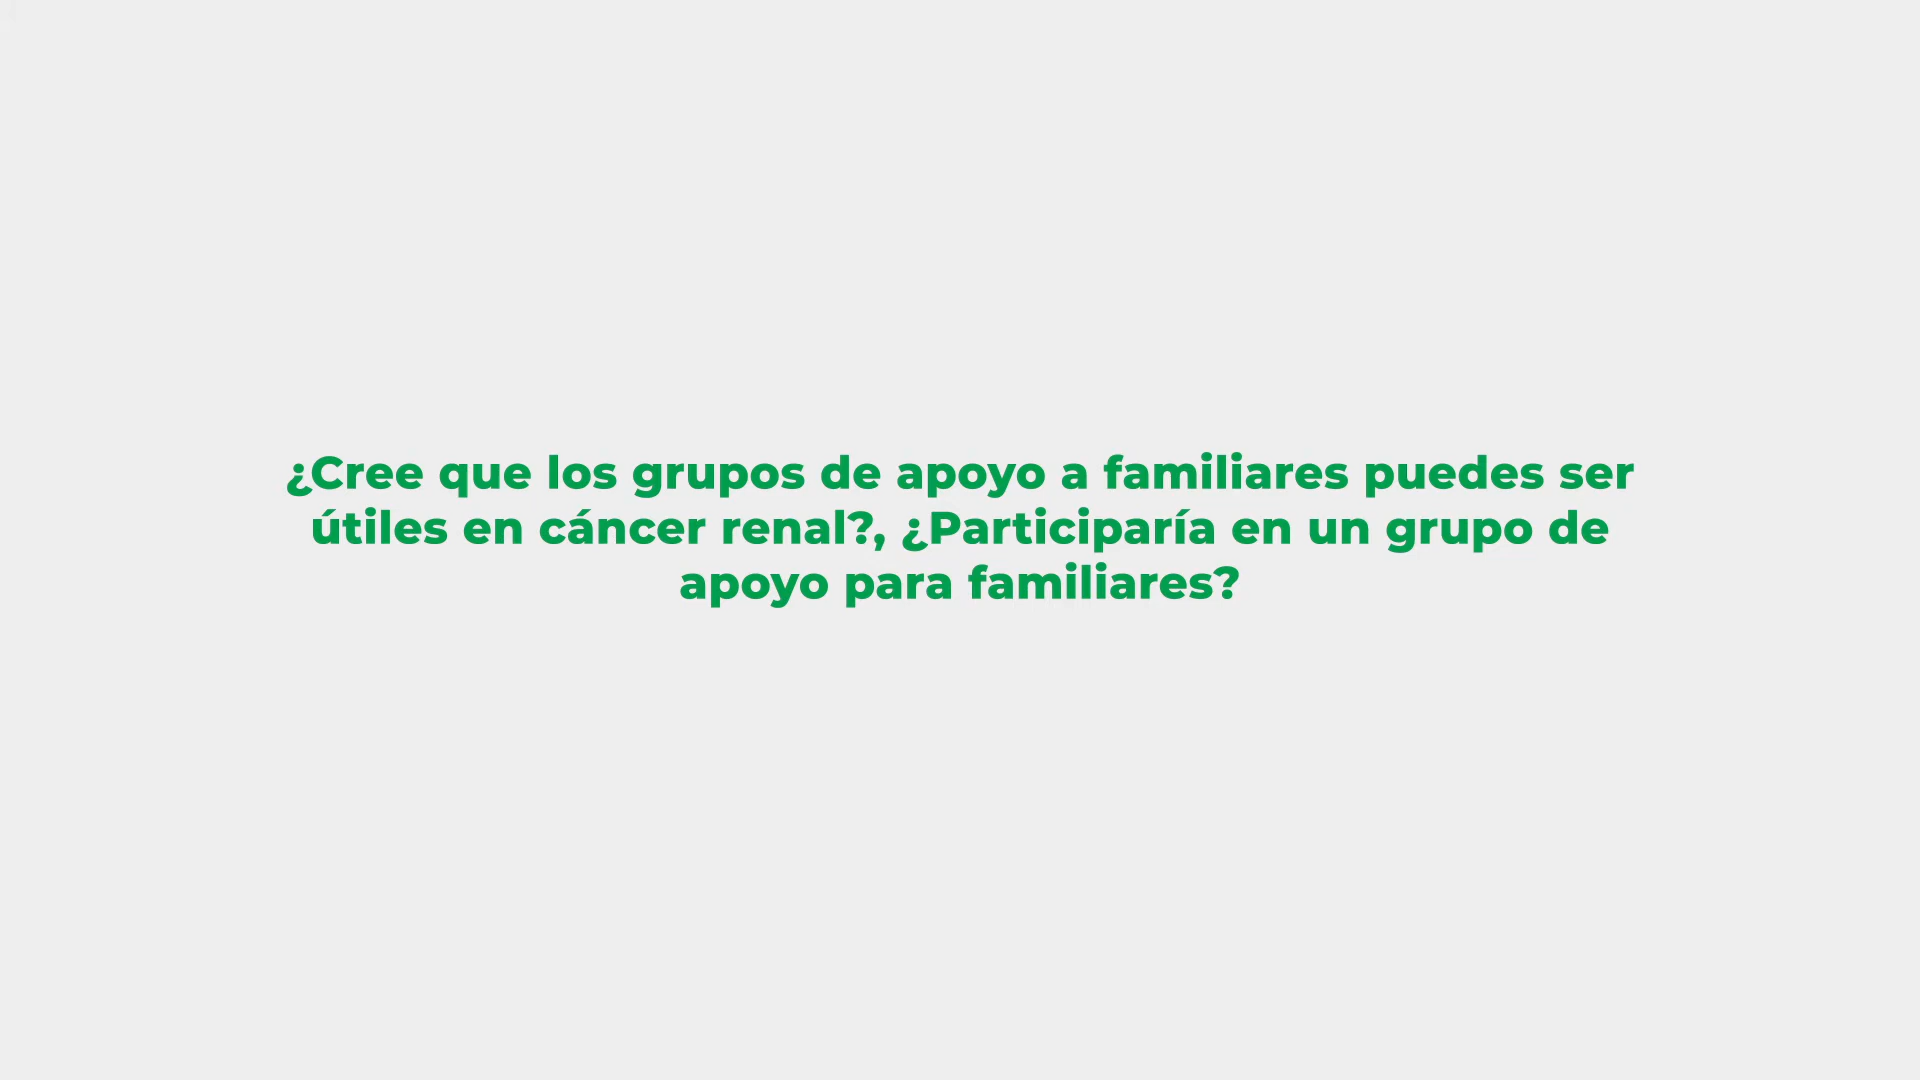 ¿Cree que los grupos de apoyo a familiares puedes ser
útiles en cáncer renal?, ¿Participaría en un grupo de
apoyo para familiares?